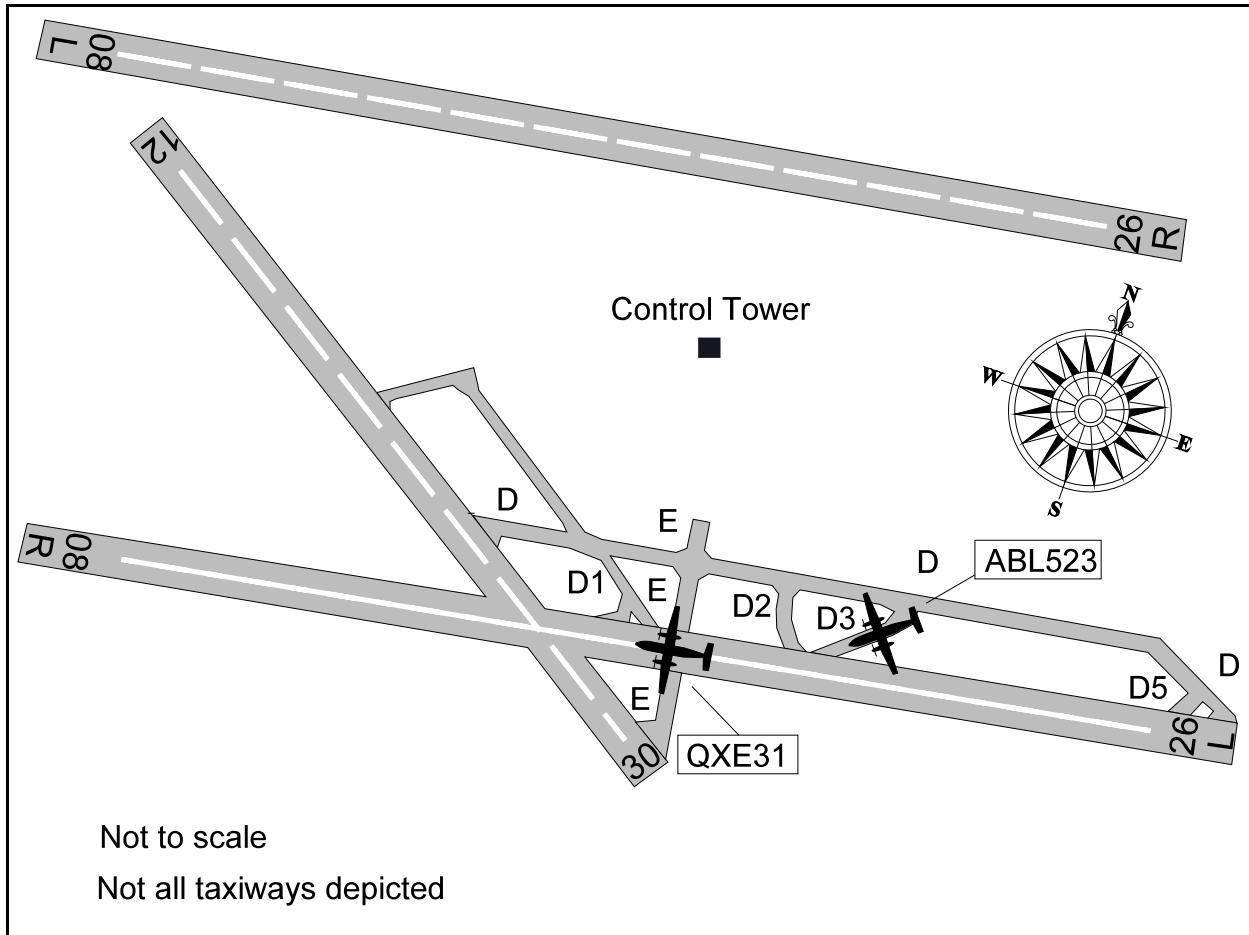 L
08
12
26
R
Control Tower
N
W
E
S
D
E
R
08
D1
E
D2
D3
D
ABL523
D
D5
E
30
QXE31
26
L
Not to scale
Not all taxiways depicted